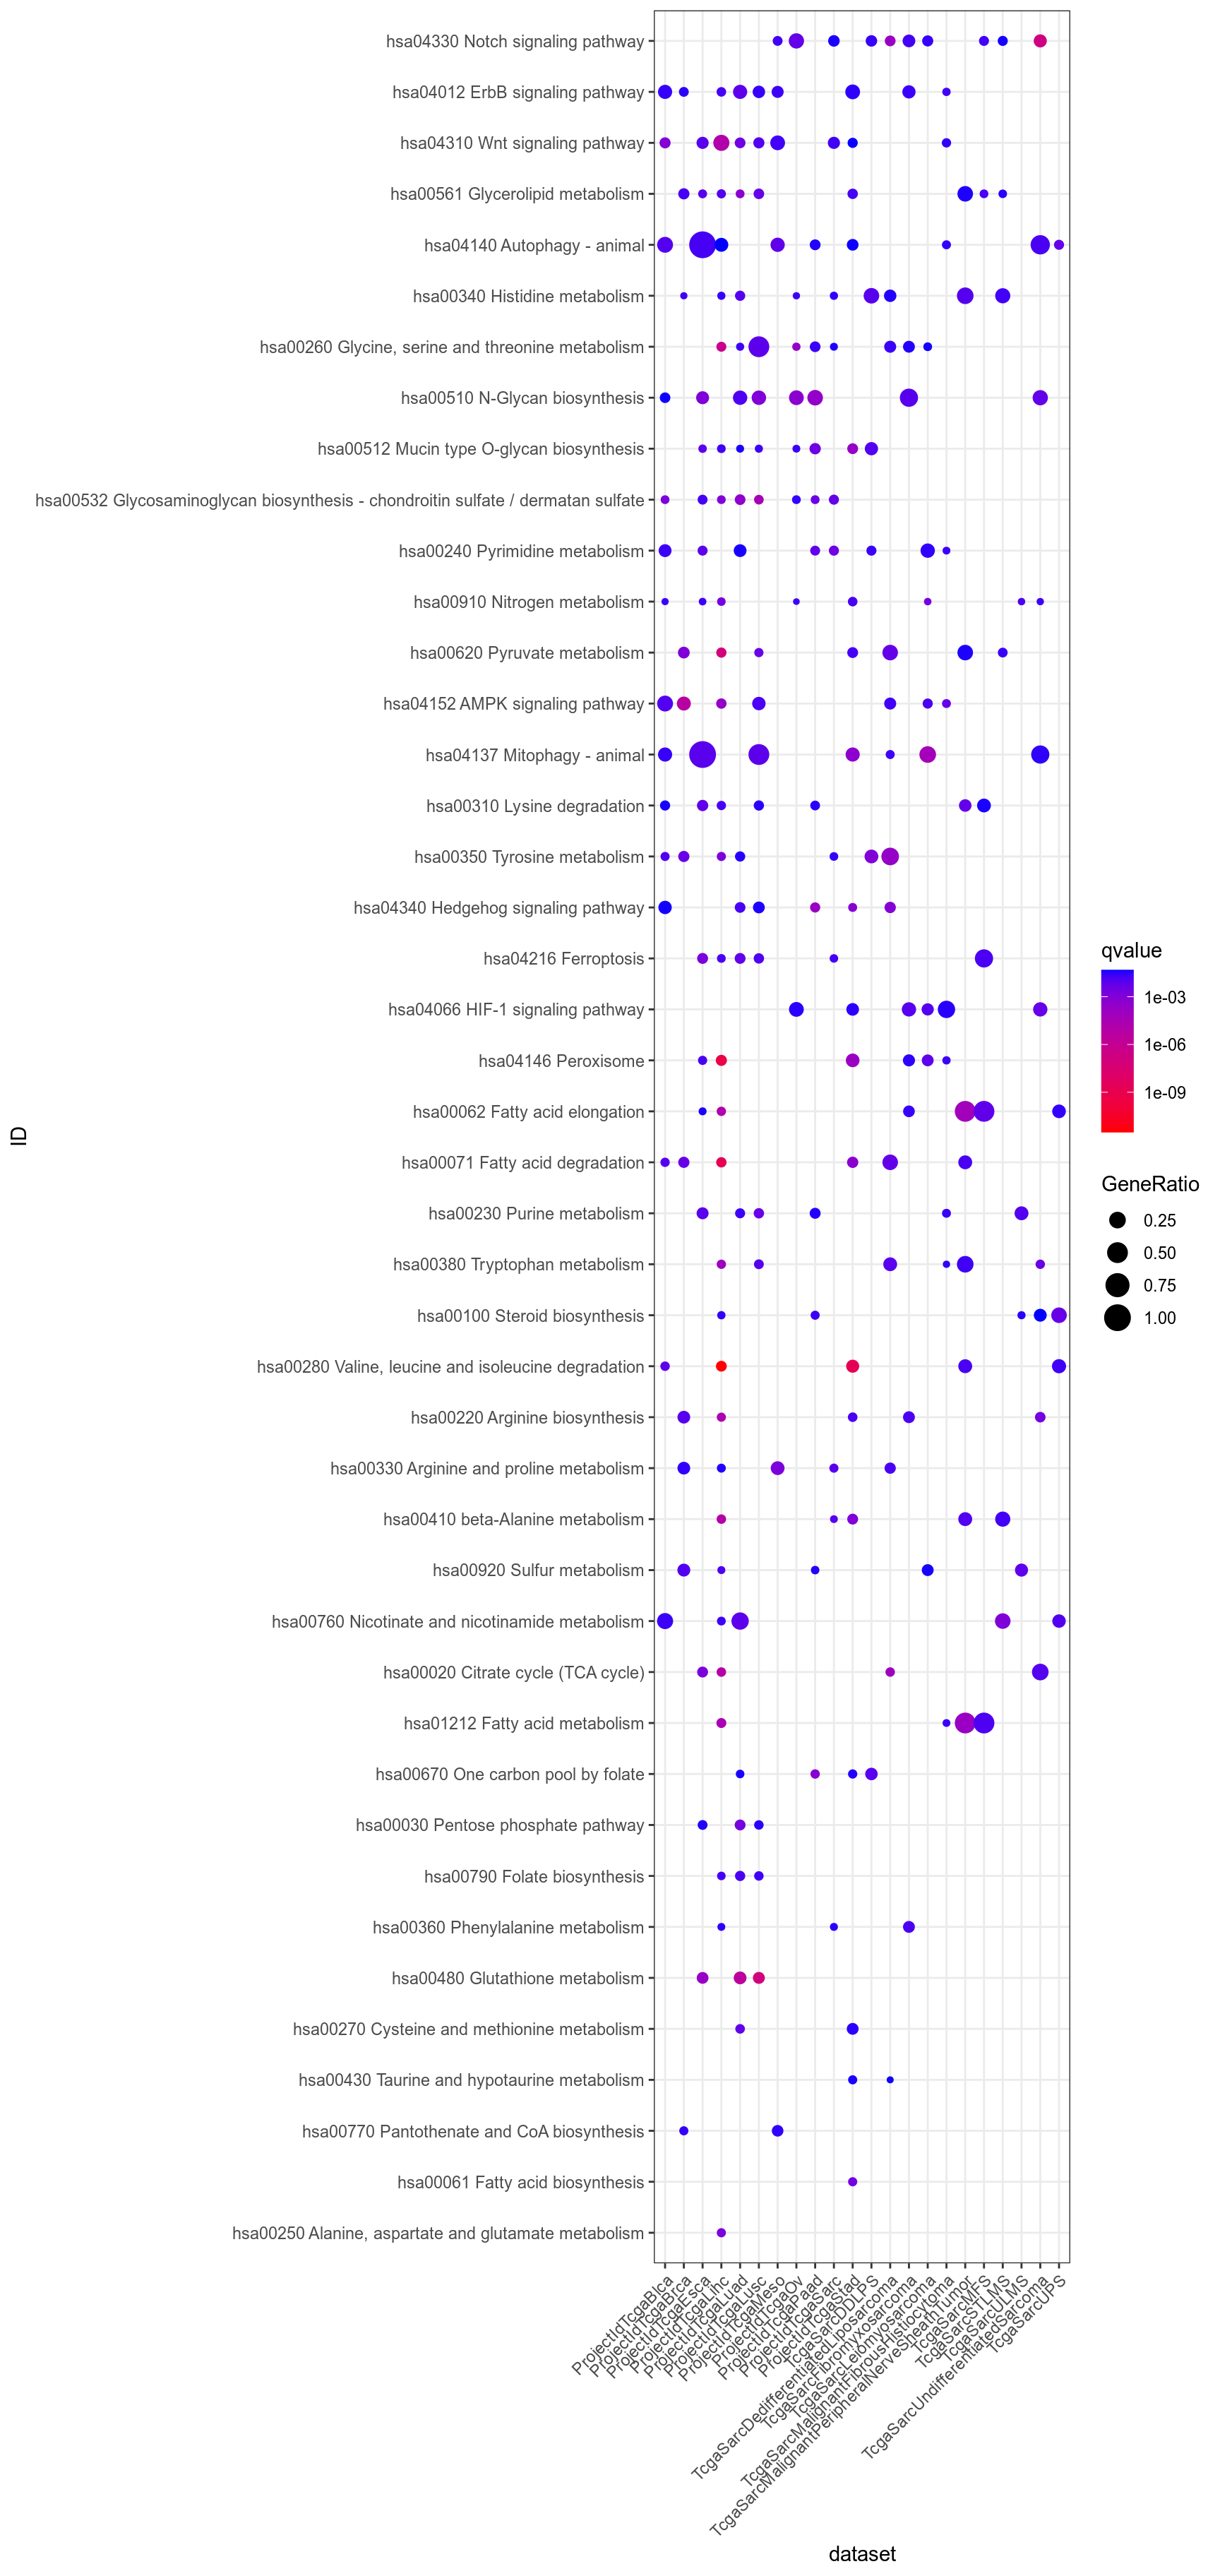 hsa04330 Notch signaling pathway
hsa04012 ErbB signaling pathway
hsa04310 Wnt signaling pathway
hsa00561 Glycerolipid metabolism
hsa04140 Autophagy - animal
hsa00340 Histidine metabolism
hsa00260 Glycine, serine and threonine metabolism
hsa00510 N-Glycan biosynthesis
hsa00512 Mucin type O-glycan biosynthesis
hsa00532 Glycosaminoglycan biosynthesis - chondroitin sulfate / dermatan sulfate
hsa00240 Pyrimidine metabolism
hsa00910 Nitrogen metabolism
hsa00620 Pyruvate metabolism
hsa04152 AMPK signaling pathway
hsa04137 Mitophagy - animal
hsa00310 Lysine degradation
hsa00350 Tyrosine metabolism
hsa04340 Hedgehog signaling pathway
hsa04216 Ferroptosis
hsa04066 HIF-1 signaling pathway
hsa04146 Peroxisome
hsa00062 Fatty acid elongation
hsa00071 Fatty acid degradation
hsa00230 Purine metabolism
hsa00380 Tryptophan metabolism
hsa00100 Steroid biosynthesis
hsa00280 Valine, leucine and isoleucine degradation
hsa00220 Arginine biosynthesis
hsa00330 Arginine and proline metabolism
hsa00410 beta-Alanine metabolism
hsa00920 Sulfur metabolism
hsa00760 Nicotinate and nicotinamide metabolism
hsa00020 Citrate cycle (TCA cycle)
hsa01212 Fatty acid metabolism
hsa00670 One carbon pool by folate
hsa00030 Pentose phosphate pathway
hsa00790 Folate biosynthesis
hsa00360 Phenylalanine metabolism
hsa00480 Glutathione metabolism
hsa00270 Cysteine and methionine metabolism
hsa00430 Taurine and hypotaurine metabolism
hsa00770 Pantothenate and CoA biosynthesis
hsa00061 Fatty acid biosynthesis
hsa00250 Alanine, aspartate and glutamate metabolism
ID
ProjectIdTcgaBlca
ProjectIdTcgaBrca
ProjectIdTcgaEsca
ProjectIdTcgaLihc
ProjectIdTcgaLuad
ProjectIdTcgaLusc
ProjectIdTcgaMeso
ProjectIdTcgaOv
ProjectIdTcgaPaad
ProjectIdTcgaSarc
ProjectIdTcgaStad
TcgaSarcDDLPS
TcgaSarcDedifferentiatedLiposarcoma
TcgaSarcFibromyxosarcoma
TcgaSarcLeiomyosarcoma
TcgaSarcMalignantFibrousHistiocytoma
TcgaSarcMalignantPeripheralNerveSheathTumor
TcgaSarcMFS
TcgaSarcSTLMS
TcgaSarcULMS
TcgaSarcUndifferentiatedSarcoma
TcgaSarcUPS
dataset
qvalue
1e-03
1e-06
1e-09
GeneRatio
0.25
0.50
0.75
1.00